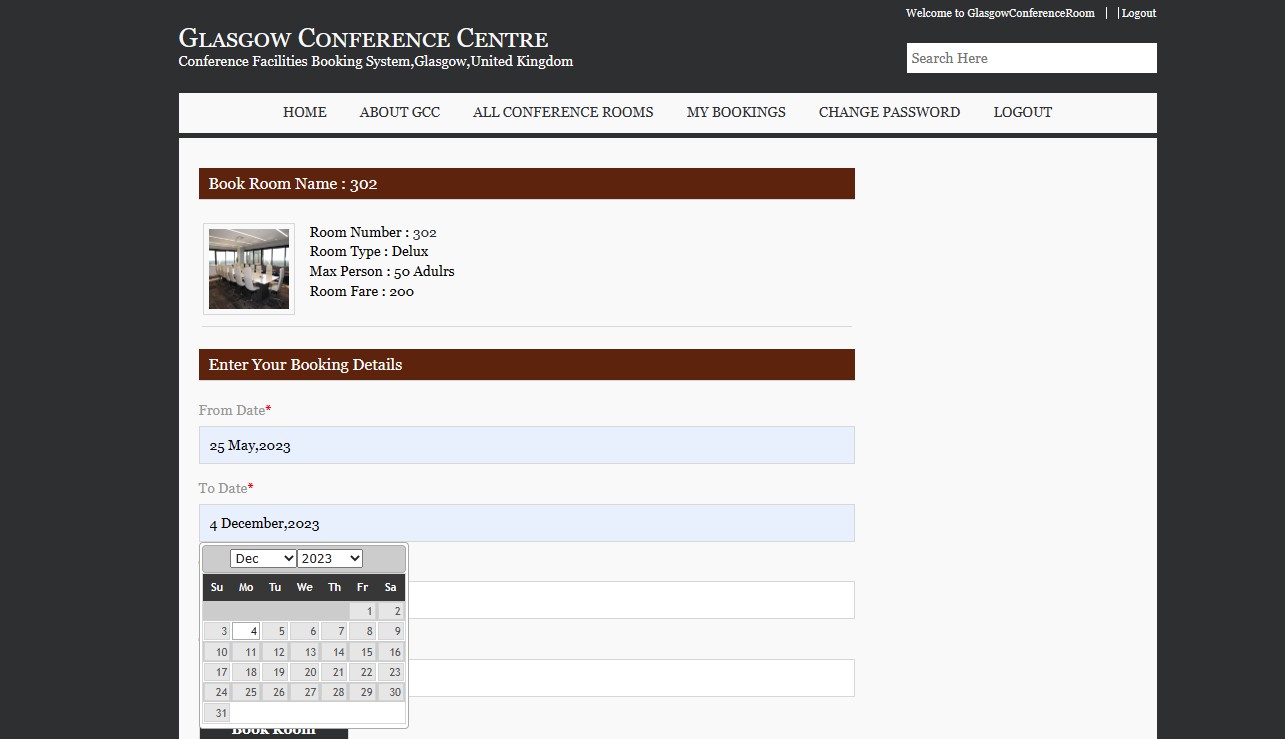 Welcome to GlasgowConferenceRoom | | Logout
GLASGOW CONFERENCE CENTRE
Conference Facilities Booking System,Glasgow,United Kingdom
Search Here
HOME ABOUT GCC ALL CONFERENCE ROOMS MY BOOKINGS CHANGE PASSWORD LOGOUT
Book Room Name : 302
Room Number : 302
Room Type : Delux
Max Person : 50 Adulrs
Room Fare : 200
Enter Your Booking Details
From Date*
25 May,2023
To Date*
4 December,2023
Dec 2023
Su Mo Tu We Th Fr Sa
1 2
3 4 5 6 7 8 9
10 11 12 13 14 15 16
17 18 19 20 21 22 23
24 25 26 27 28 29 30
31
Book Room